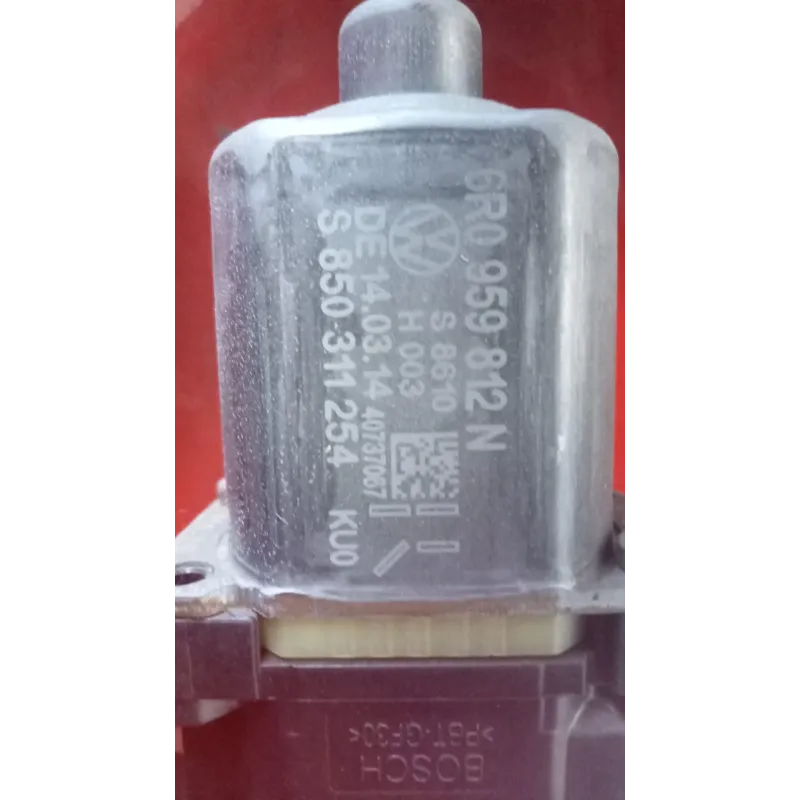 6R0 959 812 N
S 8610
H 003
DE 14.03.14 40737067
S 850 311 254 KU0
>PBT-GF30<
BOSCH